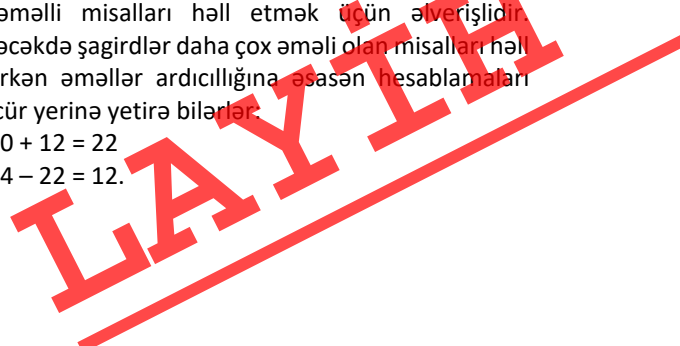 əməlli misalları həll etmək üçün əlverişlidir.
əcəkdə şagirdlər daha çox əməli olan misalları həll
rkən əməllər ardıcıllığına əsasən hesablamaları
cür yerinə yetirə bilərlər:
0 + 12 = 22
4 – 22 = 12.
LAYİH